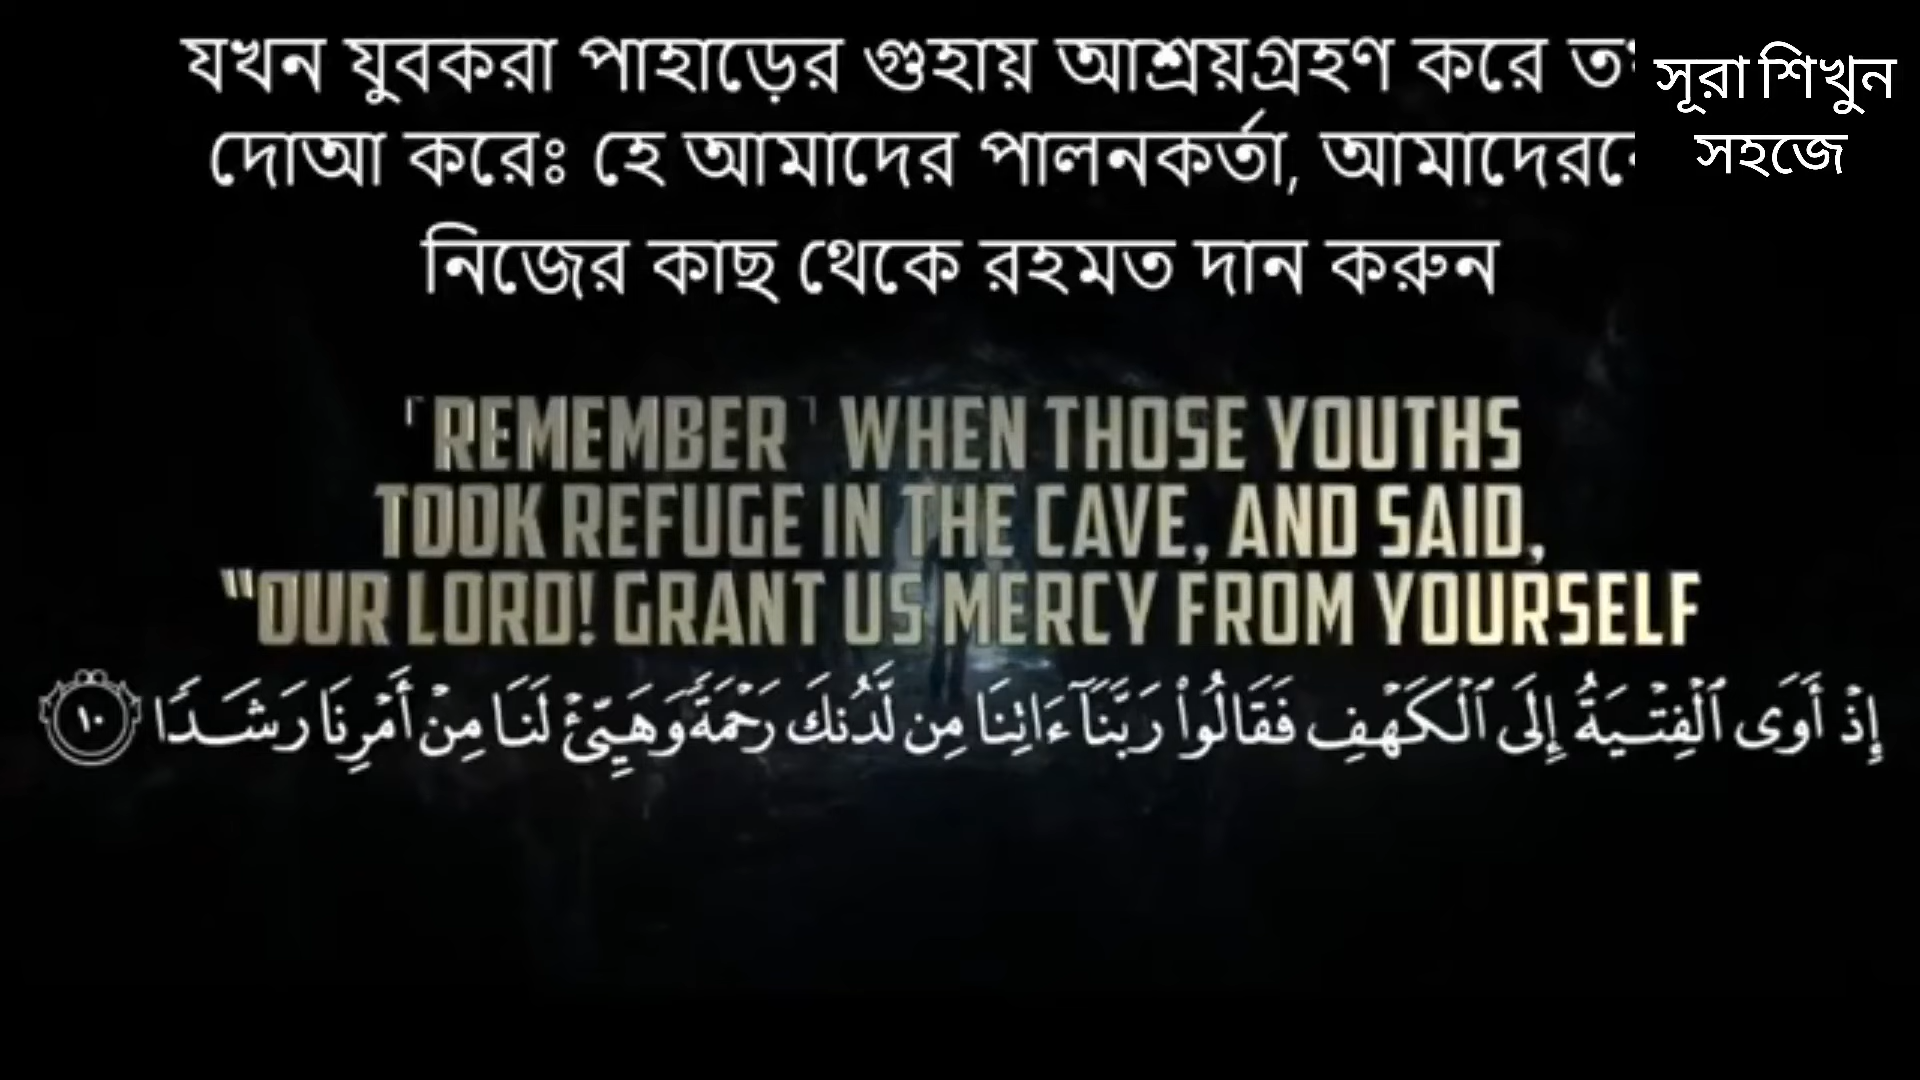 যখন যুবকরা পাহাড়ের গুহায় আশ্রয়গ্রহণ করে
দোআ করেঃ হে আমাদের পালনকর্তা,
নিজের কাছ থেকে রহমত দান করুন
সূরা শিখুন
সহজে
˹REMEMBER˺ WHEN THOSE YOUTHS
TOOK REFUGE IN THE CAVE, AND SAID,
“OUR LORD! GRANT US MERCY FROM YOURSELF
إِذْ أَوَى ٱلْفِتْيَةُ إِلَى ٱلْكَهْفِ فَقَالُوا۟ رَبَّنَآ ءَاتِنَا مِن لَّدُنكَ رَحْمَةً وَهَيِّئْ لَنَا مِنْ أَمْرِنَا رَشَدًا ١٠